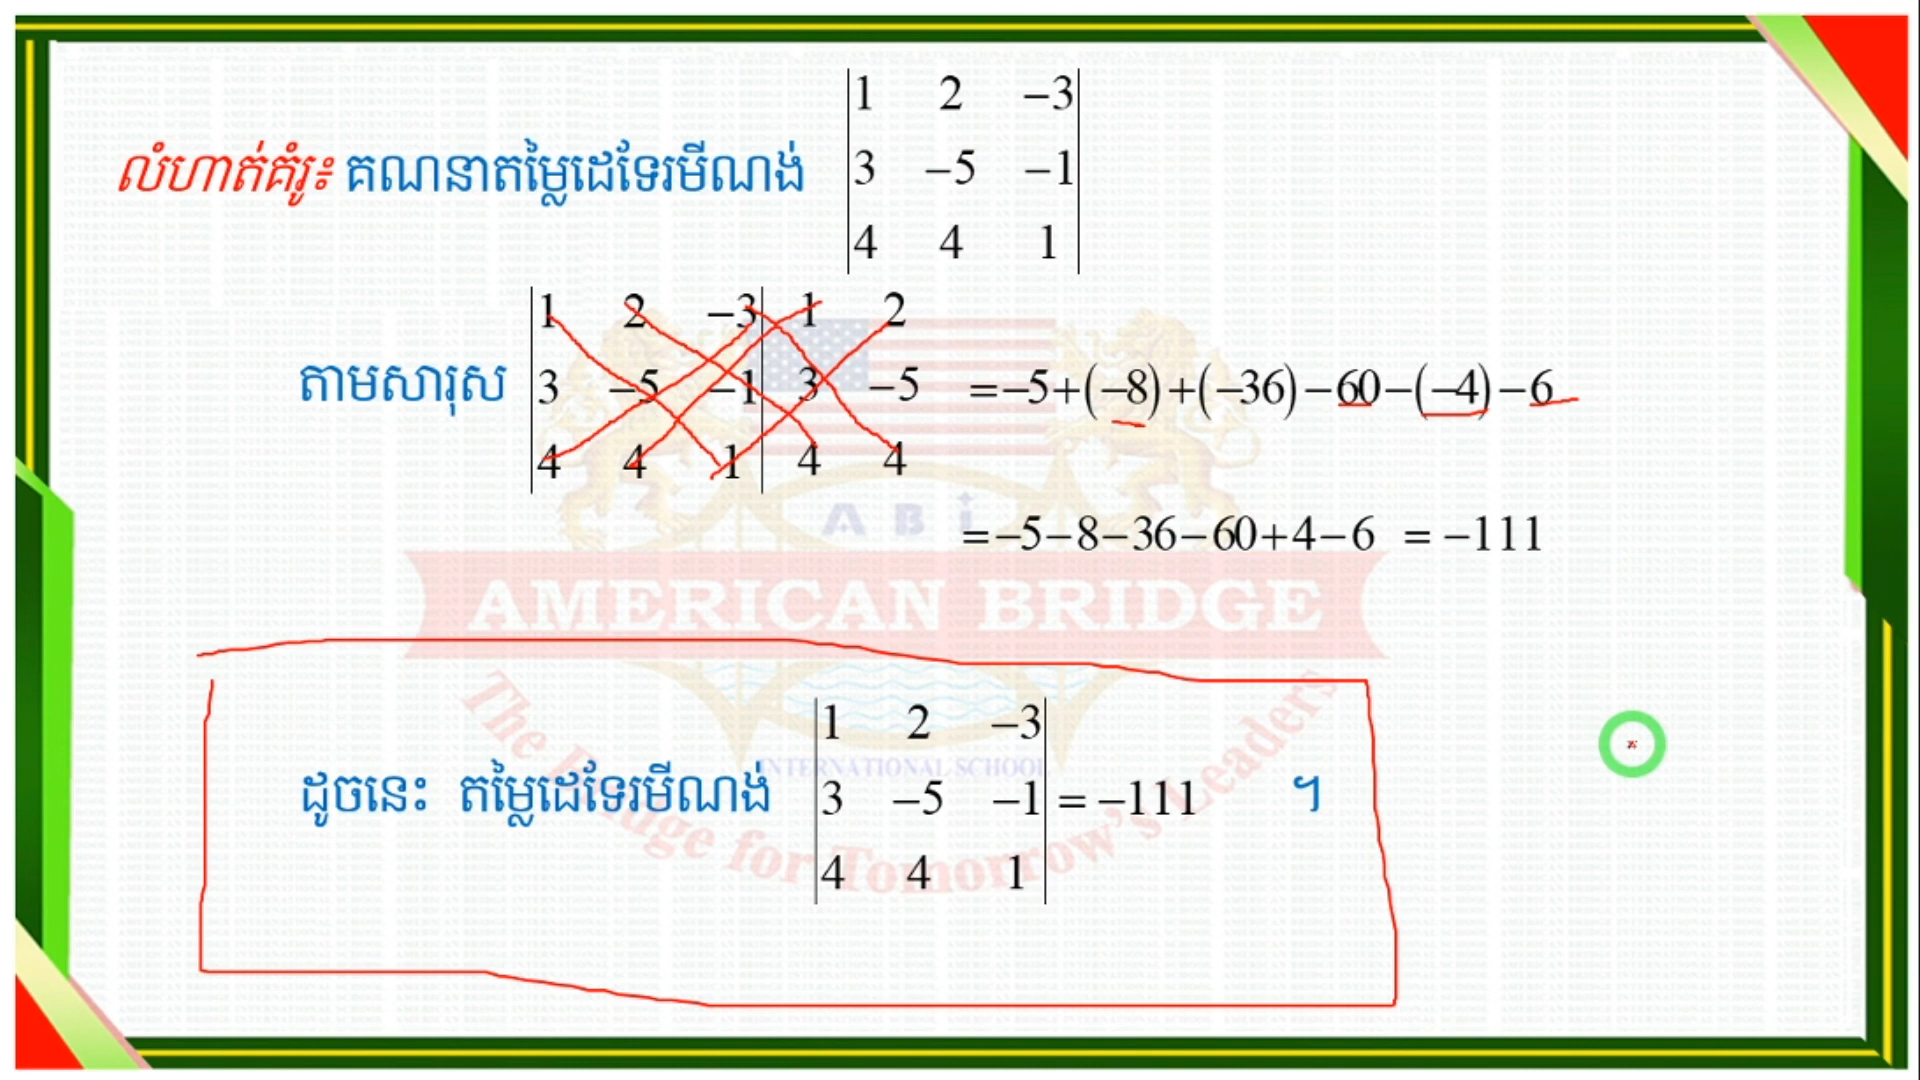 1 2 −3
លំហាត់គំរូ៖ គណនាតម្លៃដេទែរមីណង់ 3 −5 −1
4 4 1
1 2 −3 1 2
តាមសារុស 3 −5 −1 3 −5 =−5+(−8)+(−36)−60−(−4)−6
4 4 1 4 4
ABi
=−5−8−36−60+4−6 = −111
AMERICAN BRIDGE
1 2 −3
INTERNATIONAL SCHOOL
ដូចនេះ តម្លៃដេទែរមីណង់ 3 −5 −1 = −111 ។
4 4 1
The Bridge for Tomorrow's Leaders